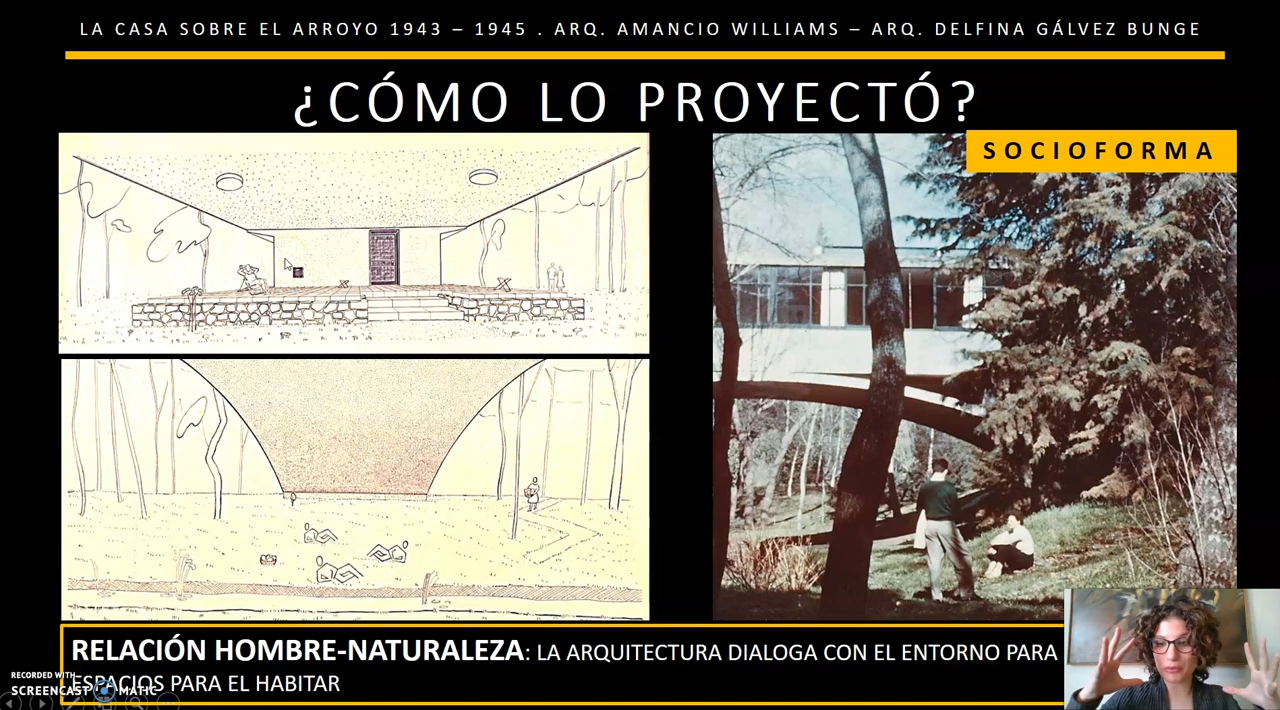 LA CASA SOBRE EL ARROYO 1943 – 1945 . ARQ. AMANCIO WILLIAMS – ARQ. DELFINA GÁLVEZ BUNGE
¿CÓMO LO PROYECTÓ?
SOCIOFORMA
RELACIÓN HOMBRE-NATURALEZA: LA ARQUITECTURA DIALOGA CON EL ENTORNO PARA
ESPACIOS PARA EL HABITAR
RECORDED WITH
SCREENCAST MATIC